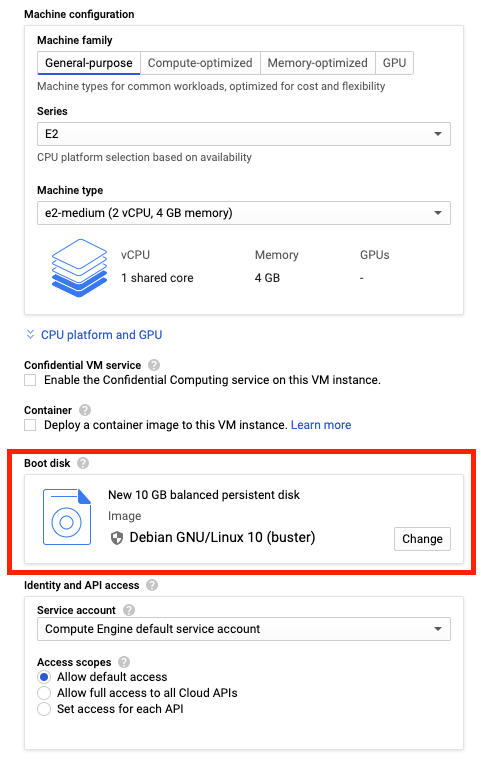 Machine configuration
Machine family
General-purpose Compute-optimized Memory-optimized GPU
Machine types for common workloads, optimized for cost and flexibility
Series
E2
CPU platform selection based on availability
Machine type
e2-medium (2 vCPU, 4 GB memory)
vCPU Memory GPUs
1 shared core 4 GB -
CPU platform and GPU
Confidential VM service ?
Enable the Confidential Computing service on this VM instance.
Container ?
Deploy a container image to this VM instance. Learn more
Boot disk ?
New 10 GB balanced persistent disk
Image
Debian GNU/Linux 10 (buster)
Change
Identity and API access ?
Service account ?
Compute Engine default service account
Access scopes ?
Allow default access
Allow full access to all Cloud APIs
Set access for each API